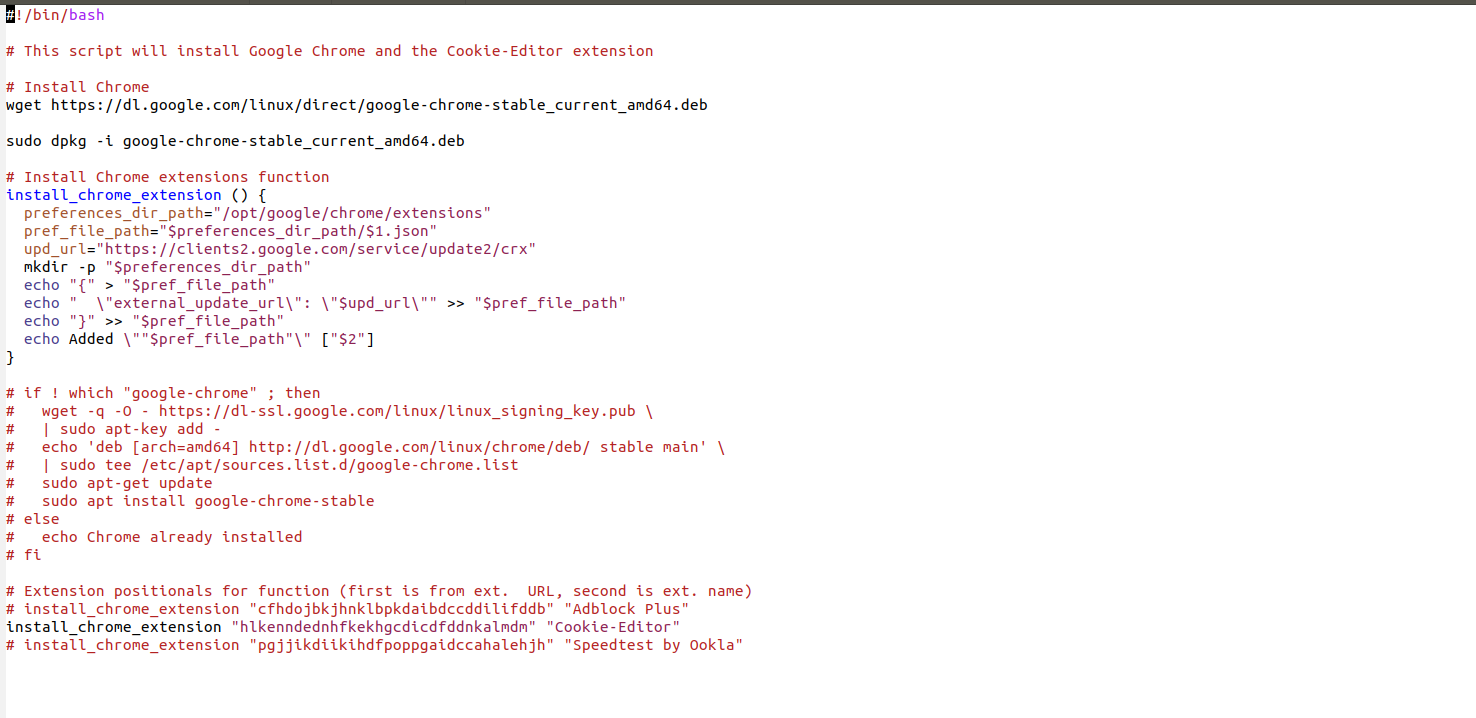 #!/bin/bash

# This script will install Google Chrome and the Cookie-Editor extension

# Install Chrome
wget https://dl.google.com/linux/direct/google-chrome-stable_current_amd64.deb

sudo dpkg -i google-chrome-stable_current_amd64.deb

# Install Chrome extensions function
install_chrome_extension () {
  preferences_dir_path="/opt/google/chrome/extensions"
  pref_file_path="$preferences_dir_path/$1.json"
  upd_url="https://clients2.google.com/service/update2/crx"
  mkdir -p "$preferences_dir_path"
  echo "{" > "$pref_file_path"
  echo "  \"external_update_url\": \"$upd_url\"" >> "$pref_file_path"
  echo "}" >> "$pref_file_path"
  echo Added \""$pref_file_path"\" ["$2"]
}

# if ! which "google-chrome" ; then
#   wget -q -O - https://dl-ssl.google.com/linux/linux_signing_key.pub \
#   | sudo apt-key add -
#   echo 'deb [arch=amd64] http://dl.google.com/linux/chrome/deb/ stable main' \
#   | sudo tee /etc/apt/sources.list.d/google-chrome.list
#   sudo apt-get update
#   sudo apt install google-chrome-stable
# else
#   echo Chrome already installed
# fi

# Extension positionals for function (first is from ext.  URL, second is ext. name)
# install_chrome_extension "cfhdojbkjhnklbpkdaibdccddilifddb" "Adblock Plus"
install_chrome_extension "hlkenndednhfkekhgcdicdfddnkalmdm" "Cookie-Editor"
# install_chrome_extension "pgjjikdiikihdfpoppgaidccahalehjh" "Speedtest by Ookla"